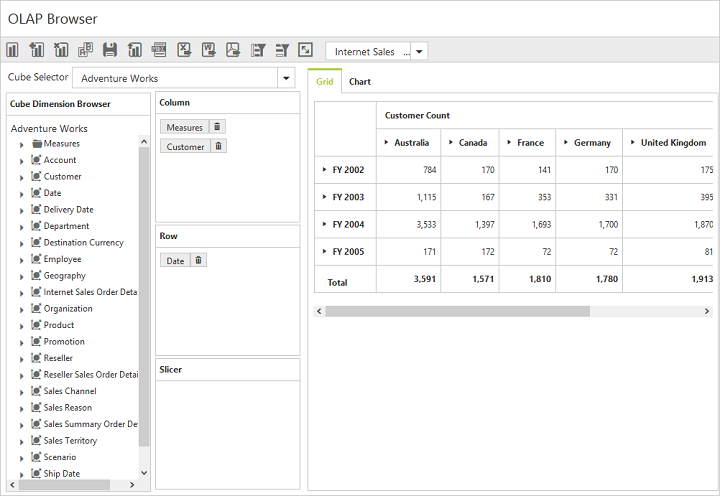 OLAP Browser
Internet Sales ...
Cube Selector Adventure Works
Cube Dimension Browser
Adventure Works
Measures
Account
Customer
Date
Delivery Date
Department
Destination Currency
Employee
Geography
Internet Sales Order Detai
Organization
Product
Promotion
Reseller
Reseller Sales Order Detail
Sales Channel
Sales Reason
Sales Summary Order De
Sales Territory
Scenario
Ship Date
Column
Measures
Customer
Row
Date
Slicer
Grid Chart
Customer Count
Australia Canada France Germany United Kingdom
FY 2002 784 170 141 170 175
FY 2003 1,115 167 353 331 395
FY 2004 3,533 1,397 1,693 1,700 1,870
FY 2005 171 172 72 72 81
Total 3,591 1,571 1,810 1,780 1,913